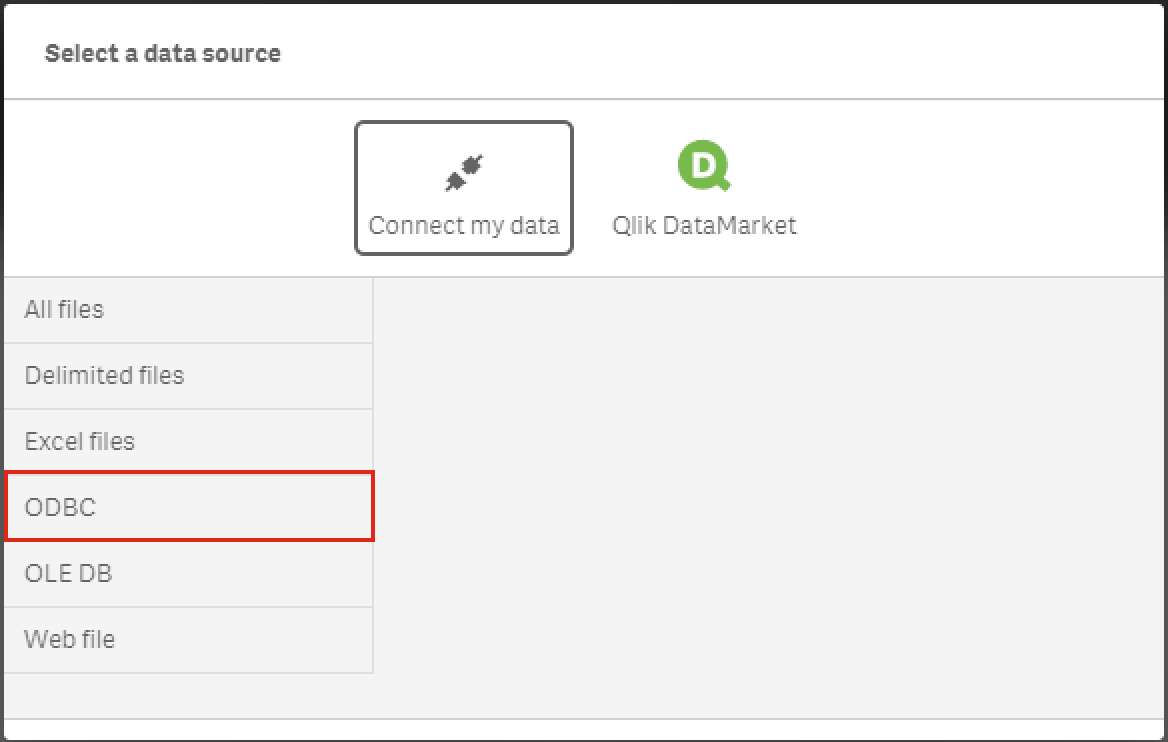 Select a data source
D
Connect my data
Qlik DataMarket
All files
Delimited files
Excel files
ODBC
OLE DB
Web file